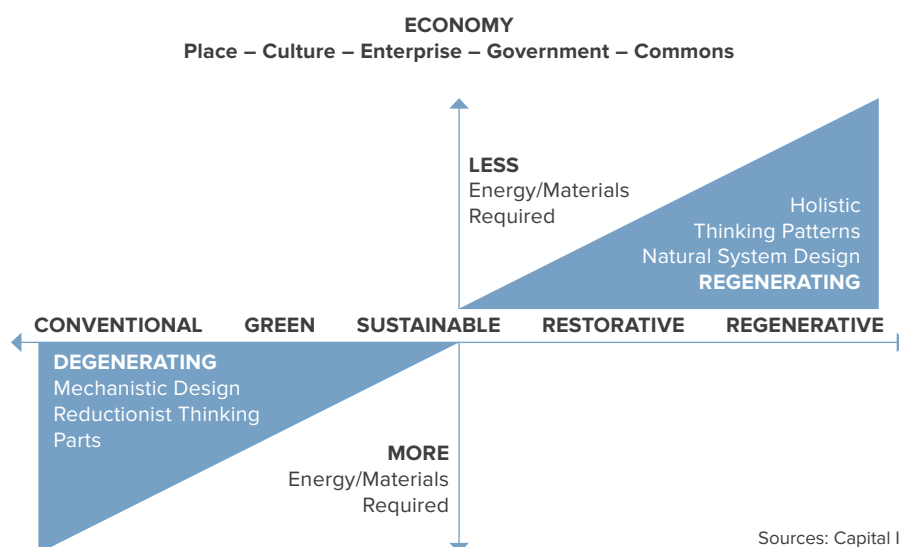 ECONOMY
Place – Culture – Enterprise – Government – Commons
LESS
Energy/Materials
Required
Holistic
Thinking Patterns
Natural System Design
REGENERATING
CONVENTIONAL GREEN SUSTAINABLE RESTORATIVE REGENERATIVE
DEGENERATING
Mechanistic Design
Reductionist Thinking
Parts
MORE
Energy/Materials
Required
Sources: Capital I